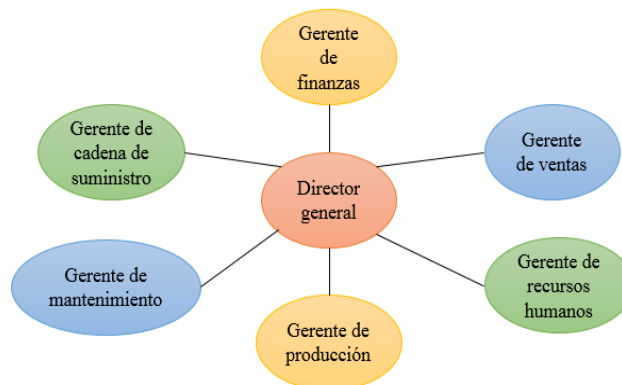 Gerente
de
finanzas
Gerente de
cadena de
suministro
Gerente
de ventas
Director
general
Gerente de
mantenimiento
Gerente de
recursos
humanos
Gerente de
producción